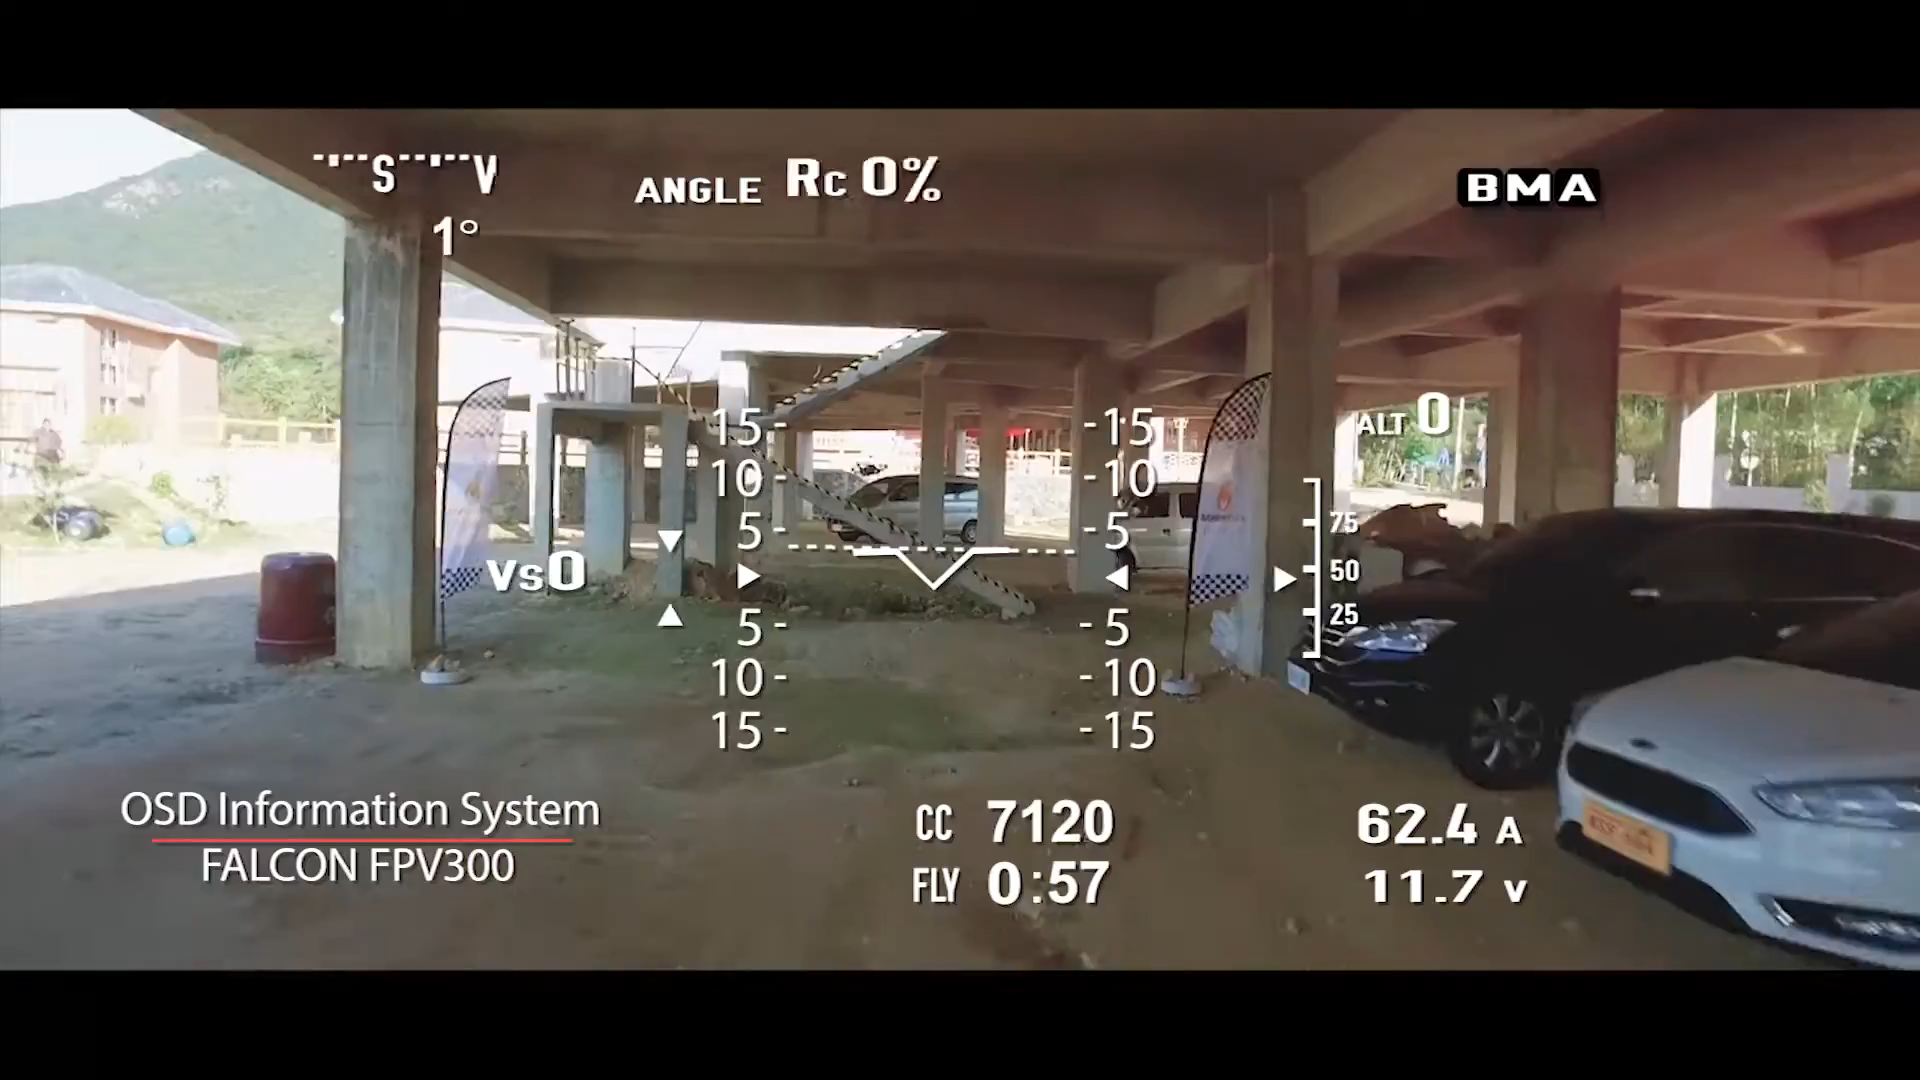 S V
ANGLE Rc 0%
BMA
1°
ALT 0
15 - - 15
10 - - 10
5 - - 5
75
Vs0
50
25
5 - - 5
10 - - 10
15 - - 15
OSD Information System
FALCON FPV300
CC 7120
FLY 0:57
62.4 A
11.7 V